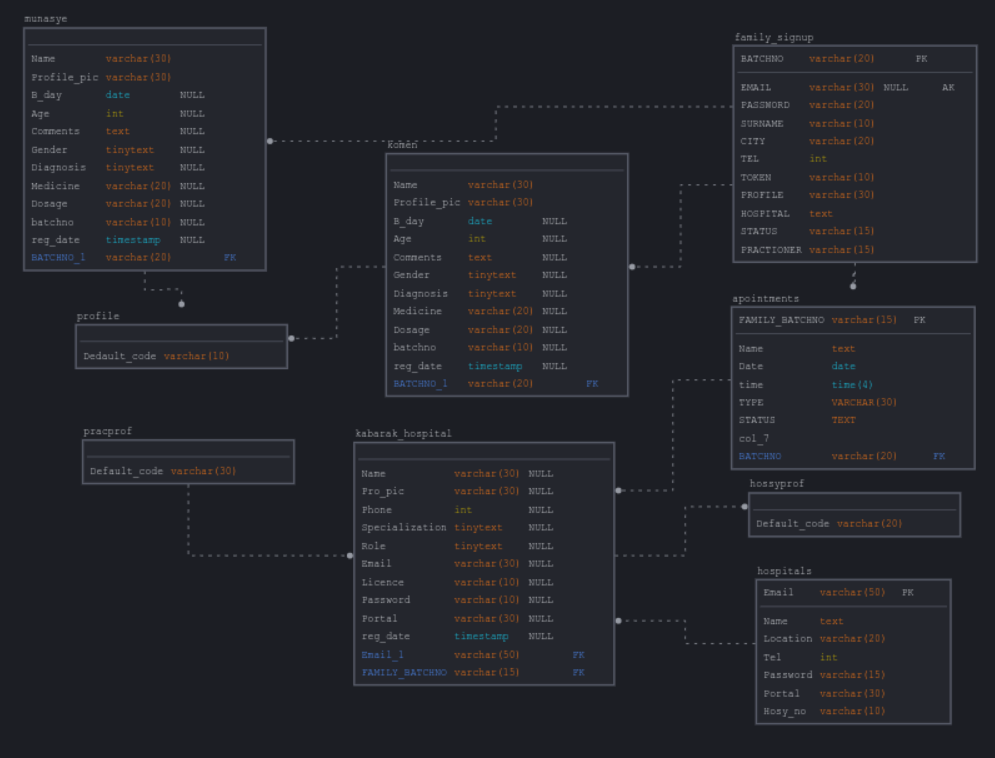 munasye
Name varchar(30)
Profile_pic varchar(30)
B_day date NULL
Age int NULL
Comments text NULL
Gender tinytext NULL
Diagnosis tinytext NULL
Medicine varchar(20) NULL
Dosage varchar(20) NULL
batchno varchar(10) NULL
reg_date timestamp NULL
BATCHNO_1 varchar(20) FK
family_signup
BATCHNO varchar(20) PK
EMAIL varchar(30) NULL AK
PASSWORD varchar(20)
SURNAME varchar(10)
CITY varchar(20)
TEL int
TOKEN varchar(10)
PROFILE varchar(30)
HOSPITAL text
STATUS varchar(15)
PRACTIONER varchar(15)
komen
Name varchar(30)
Profile_pic varchar(30)
B_day date NULL
Age int NULL
Comments text NULL
Gender tinytext NULL
Diagnosis tinytext NULL
Medicine varchar(20) NULL
Dosage varchar(20) NULL
batchno varchar(10) NULL
reg_date timestamp NULL
BATCHNO_1 varchar(20) FK
profile
Dedault_code varchar(10)
apointments
FAMILY_BATCHNO varchar(15) PK
Name text
Date date
time time(4)
TYPE VARCHAR(30)
STATUS TEXT
col_7
BATCHNO varchar(20) FK
pracprof
Default_code varchar(30)
kabarak_hospital
Name varchar(30) NULL
Pro_pic varchar(30) NULL
Phone int NULL
Specialization tinytext NULL
Role tinytext NULL
Email varchar(30) NULL
Licence varchar(10) NULL
Password varchar(10) NULL
Portal varchar(30) NULL
reg_date timestamp NULL
Email_1 varchar(50) FK
FAMILY_BATCHNO varchar(15) FK
hossyprof
Default_code varchar(20)
hospitals
Email varchar(50) PK
Name text
Location varchar(20)
Tel int
Password varchar(15)
Portal varchar(30)
Hosy_no varchar(10)